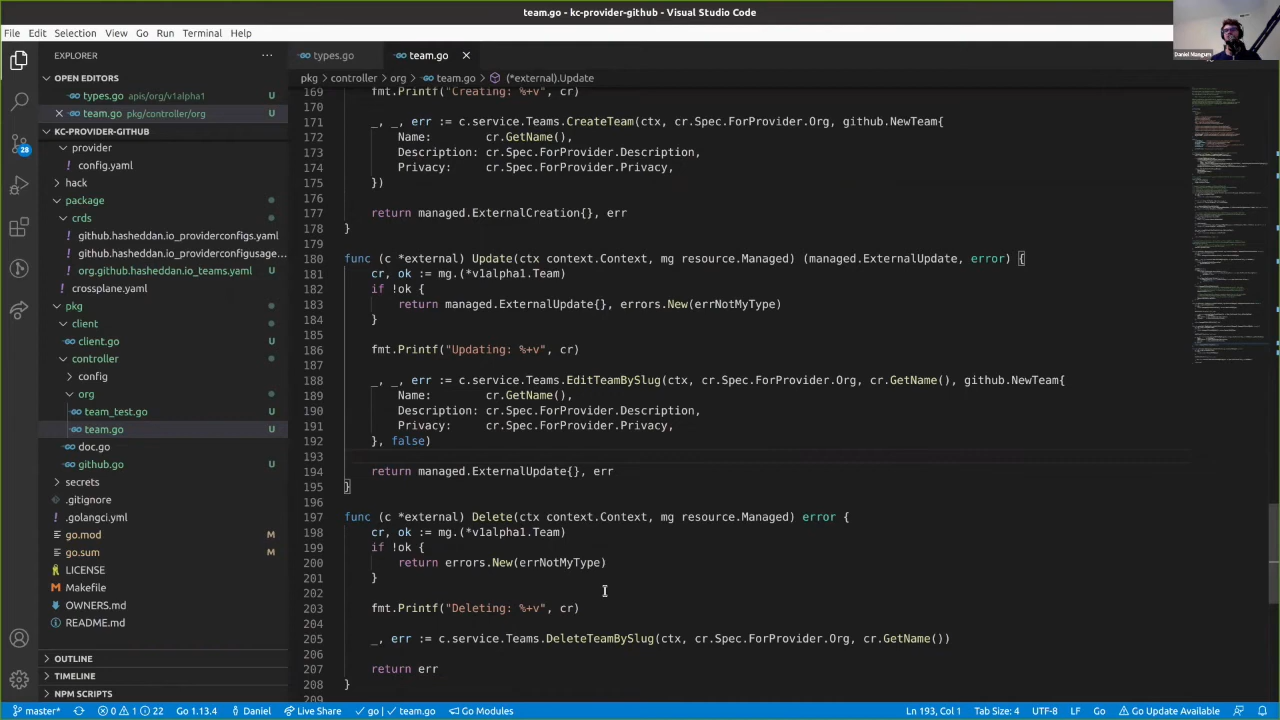 team.go - kc-provider-github - Visual Studio Code
File Edit Selection View Go Run Terminal Help
Daniel Mangum
EXPLORER
OPEN EDITORS
types.go apis/org/v1alpha1 U
team.go pkg/controller/org U
KC-PROVIDER-GITHUB
provider
config.yaml
hack
package
crds
github.hasheddan.io_providerconfigs.yaml
github.hasheddan.io_providerconfigusage...
org.github.hasheddan.io_teams.yaml U
crossplane.yaml
pkg
client
client.go U
controller
config
org
team_test.go U
team.go U
doc.go
github.go U
secrets
.gitignore
.golangci.yml
go.mod M
go.sum M
LICENSE
Makefile
OWNERS.md
README.md
OUTLINE
TIMELINE
NPM SCRIPTS
28
types.go team.go
pkg controller org team.go (*external).Update
169 fmt.Printf("Creating: %+v", cr)
170
171 _, _, err := c.service.Teams.CreateTeam(ctx, cr.Spec.ForProvider.Org, github.NewTeam{
172 Name: cr.GetName(),
173 Description: cr.Spec.ForProvider.Description,
174 Privacy: cr.Spec.ForProvider.Privacy,
175 })
176
177 return managed.ExternalCreation{}, err
178 }
179
180 func (c *external) Update(ctx context.Context, mg resource.Managed) (managed.ExternalUpdate, error) {
181 cr, ok := mg.(*v1alpha1.Team)
182 if !ok {
183 return managed.ExternalUpdate{}, errors.New(errNotMyType)
184 }
185
186 fmt.Printf("Updating: %+v", cr)
187
188 _, _, err := c.service.Teams.EditTeamBySlug(ctx, cr.Spec.ForProvider.Org, cr.GetName(), github.NewTeam{
189 Name: cr.GetName(),
190 Description: cr.Spec.ForProvider.Description,
191 Privacy: cr.Spec.ForProvider.Privacy,
192 }, false)
193
194 return managed.ExternalUpdate{}, err
195 }
196
197 func (c *external) Delete(ctx context.Context, mg resource.Managed) error {
198 cr, ok := mg.(*v1alpha1.Team)
199 if !ok {
200 return errors.New(errNotMyType)
201 }
202
203 fmt.Printf("Deleting: %+v", cr)
204
205 _, err := c.service.Teams.DeleteTeamBySlug(ctx, cr.Spec.ForProvider.Org, cr.GetName())
206
207 return err
208 }
209
master* 0 1 22 Go 1.13.4 Daniel Live Share go | team.go Go Modules Ln 193, Col 1 Tab Size: 4 UTF-8 LF Go Go Update Available